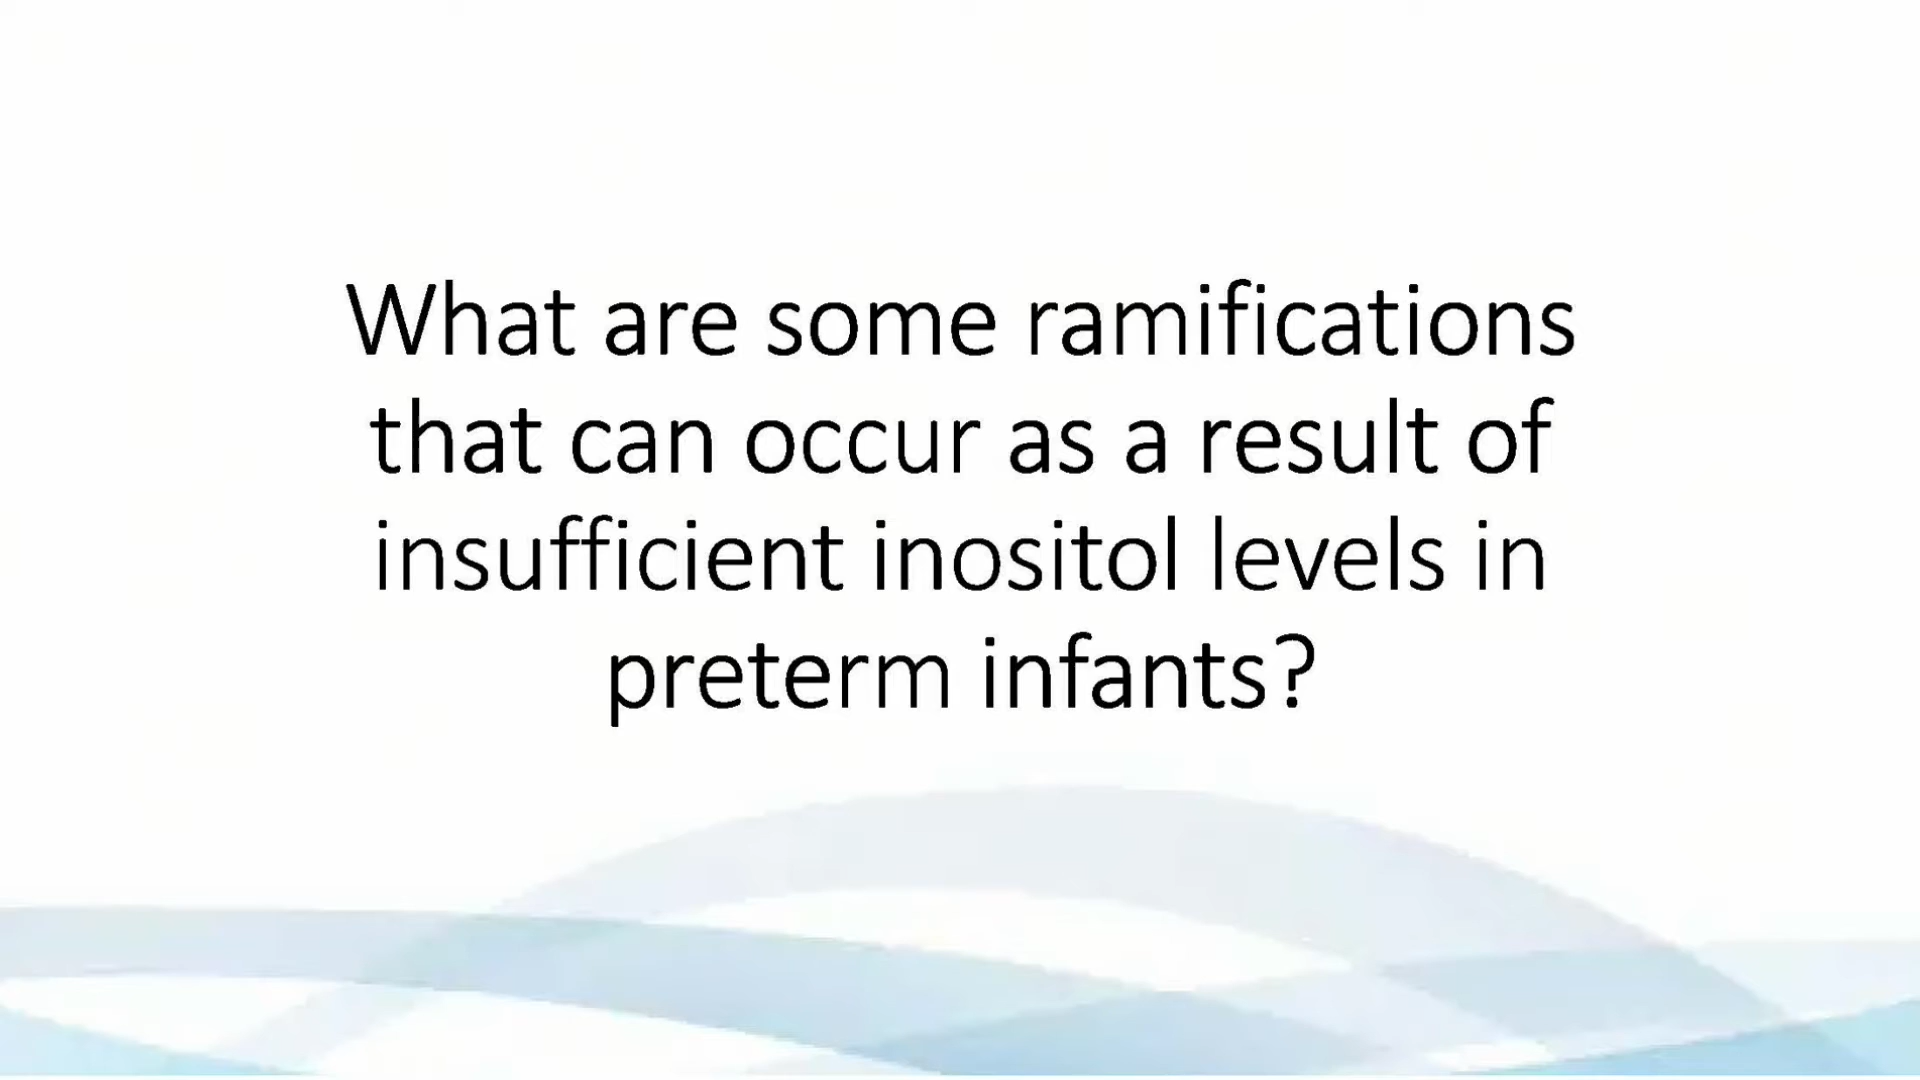 What are some ramifications
that can occur as a result of
insufficient inositol levels in
preterm infants?